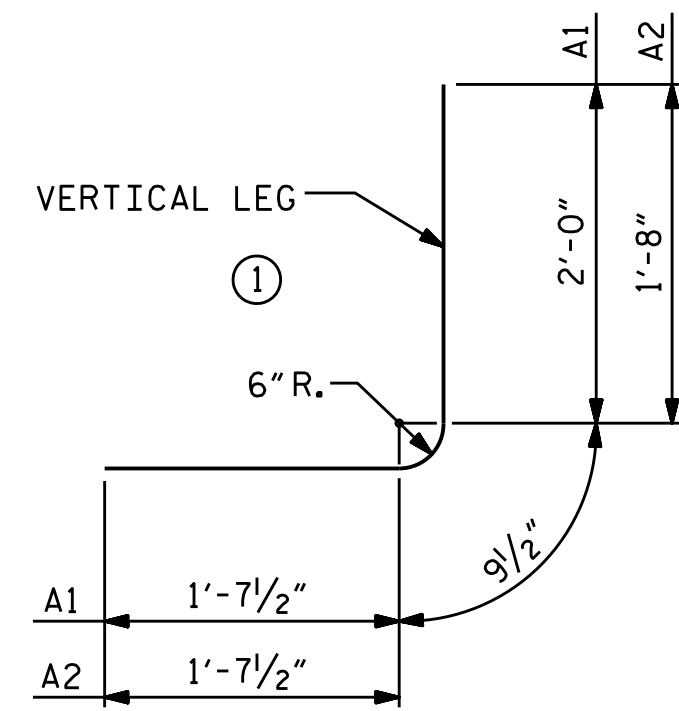 A1
A2
VERTICAL LEG
2'-0"
1'-8"
1
6" R.
9½"
A1
1'-7½"
A2
1'-7½"